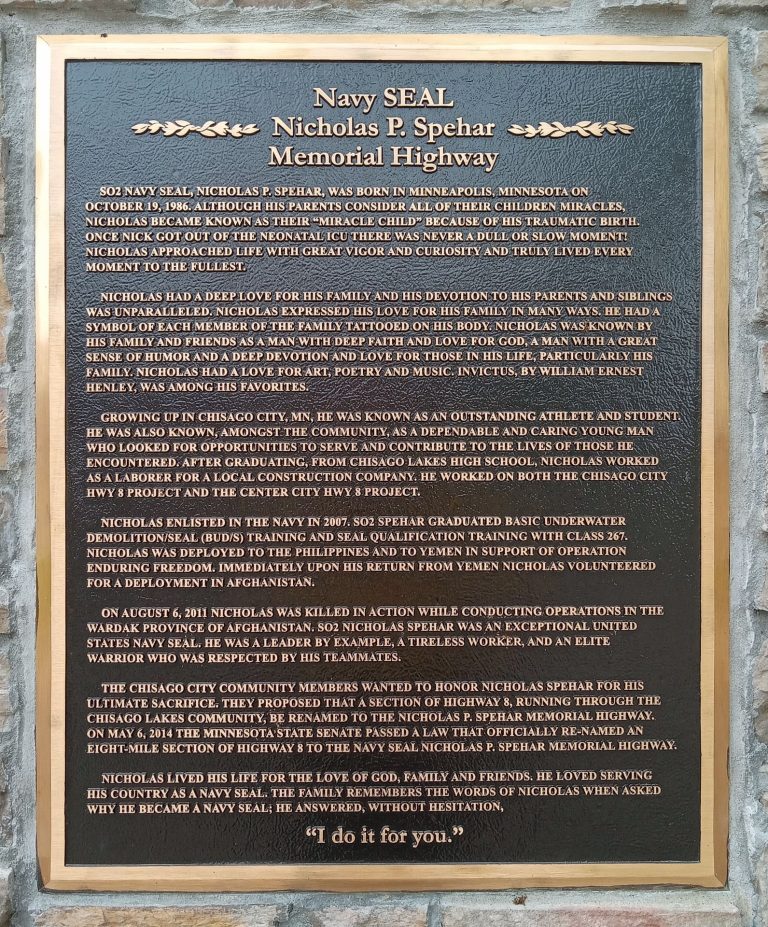 Navy SEAL
Nicholas P. Spehar
Memorial Highway
SO2 NAVY SEAL, NICHOLAS P. SPEHAR, WAS BORN IN MINNEAPOLIS, MINNESOTA ON
OCTOBER 19, 1986. ALTHOUGH HIS PARENTS CONSIDER ALL OF THEIR CHILDREN MIRACLES,
NICHOLAS BECAME KNOWN AS THEIR “MIRACLE CHILD” BECAUSE OF HIS TRAUMATIC BIRTH.
ONCE NICK GOT OUT OF THE NEONATAL ICU THERE WAS NEVER A DULL OR SLOW MOMENT!
NICHOLAS APPROACHED LIFE WITH GREAT VIGOR AND CURIOSITY AND TRULY LIVED EVERY
MOMENT TO THE FULLEST.
NICHOLAS HAD A DEEP LOVE FOR HIS FAMILY AND HIS DEVOTION TO HIS PARENTS AND SIBLINGS
WAS UNPARALLELED. NICHOLAS EXPRESSED HIS LOVE FOR HIS FAMILY IN MANY WAYS. HE HAD A
SYMBOL OF EACH MEMBER OF THE FAMILY TATTOOED ON HIS BODY. NICHOLAS WAS KNOWN BY
HIS FAMILY AND FRIENDS AS A MAN WITH DEEP FAITH AND LOVE FOR GOD, A MAN WITH A GREAT
SENSE OF HUMOR AND A DEEP DEVOTION AND LOVE FOR THOSE IN HIS LIFE, PARTICULARLY HIS
FAMILY. NICHOLAS HAD A LOVE FOR ART, POETRY AND MUSIC. INVICTUS, BY WILLIAM ERNEST
HENLEY, WAS AMONG HIS FAVORITES.
GROWING UP IN CHISAGO CITY, MN, HE WAS KNOWN AS AN OUTSTANDING ATHLETE AND STUDENT.
HE WAS ALSO KNOWN, AMONGST THE COMMUNITY, AS A DEPENDABLE AND CARING YOUNG MAN
WHO LOOKED FOR OPPORTUNITIES TO SERVE AND CONTRIBUTE TO THE LIVES OF THOSE HE
ENCOUNTERED. AFTER GRADUATING, FROM CHISAGO LAKES HIGH SCHOOL, NICHOLAS WORKED
AS A LABORER FOR A LOCAL CONSTRUCTION COMPANY. HE WORKED ON BOTH THE CHISAGO CITY
HWY 8 PROJECT AND THE CENTER CITY HWY 8 PROJECT.
NICHOLAS ENLISTED IN THE NAVY IN 2007. SO2 SPEHAR GRADUATED BASIC UNDERWATER
DEMOLITION/SEAL (BUD/S) TRAINING AND SEAL QUALIFICATION TRAINING WITH CLASS 267.
NICHOLAS WAS DEPLOYED TO THE PHILIPPINES AND TO YEMEN IN SUPPORT OF OPERATION
ENDURING FREEDOM. IMMEDIATELY UPON HIS RETURN FROM YEMEN NICHOLAS VOLUNTEERED
FOR A DEPLOYMENT IN AFGHANISTAN.
ON AUGUST 6, 2011 NICHOLAS WAS KILLED IN ACTION WHILE CONDUCTING OPERATIONS IN THE
WARDAK PROVINCE OF AFGHANISTAN. SO2 NICHOLAS SPEHAR WAS AN EXCEPTIONAL UNITED
STATES NAVY SEAL. HE WAS A LEADER BY EXAMPLE, A TIRELESS WORKER, AND AN ELITE
WARRIOR WHO WAS RESPECTED BY HIS TEAMMATES.
THE CHISAGO CITY COMMUNITY MEMBERS WANTED TO HONOR NICHOLAS SPEHAR FOR HIS
ULTIMATE SACRIFICE. THEY PROPOSED THAT A SECTION OF HIGHWAY 8, RUNNING THROUGH THE
CHISAGO LAKES COMMUNITY, BE RENAMED TO THE NICHOLAS P. SPEHAR MEMORIAL HIGHWAY.
ON MAY 6, 2014 THE MINNESOTA STATE SENATE PASSED A LAW THAT OFFICIALLY RE-NAMED AN
EIGHT-MILE SECTION OF HIGHWAY 8 TO THE NAVY SEAL NICHOLAS P. SPEHAR MEMORIAL HIGHWAY.
NICHOLAS LIVED HIS LIFE FOR THE LOVE OF GOD, FAMILY AND FRIENDS. HE LOVED SERVING
HIS COUNTRY AS A NAVY SEAL. THE FAMILY REMEMBERS THE WORDS OF NICHOLAS WHEN ASKED
WHY HE BECAME A NAVY SEAL; HE ANSWERED, WITHOUT HESITATION,
“I do it for you.”